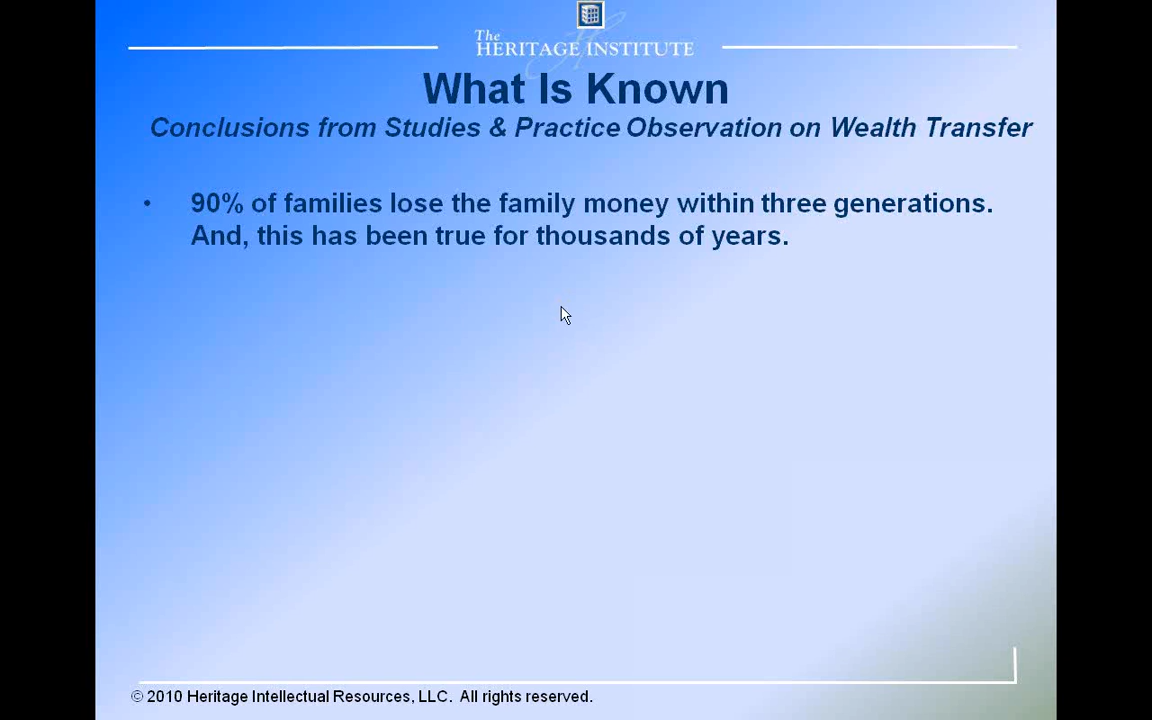 The
HERITAGE INSTITUTE
What Is Known
Conclusions from Studies & Practice Observation on Wealth Transfer
• 90% of families lose the family money within three generations.
And, this has been true for thousands of years.
© 2010 Heritage Intellectual Resources, LLC. All rights reserved.